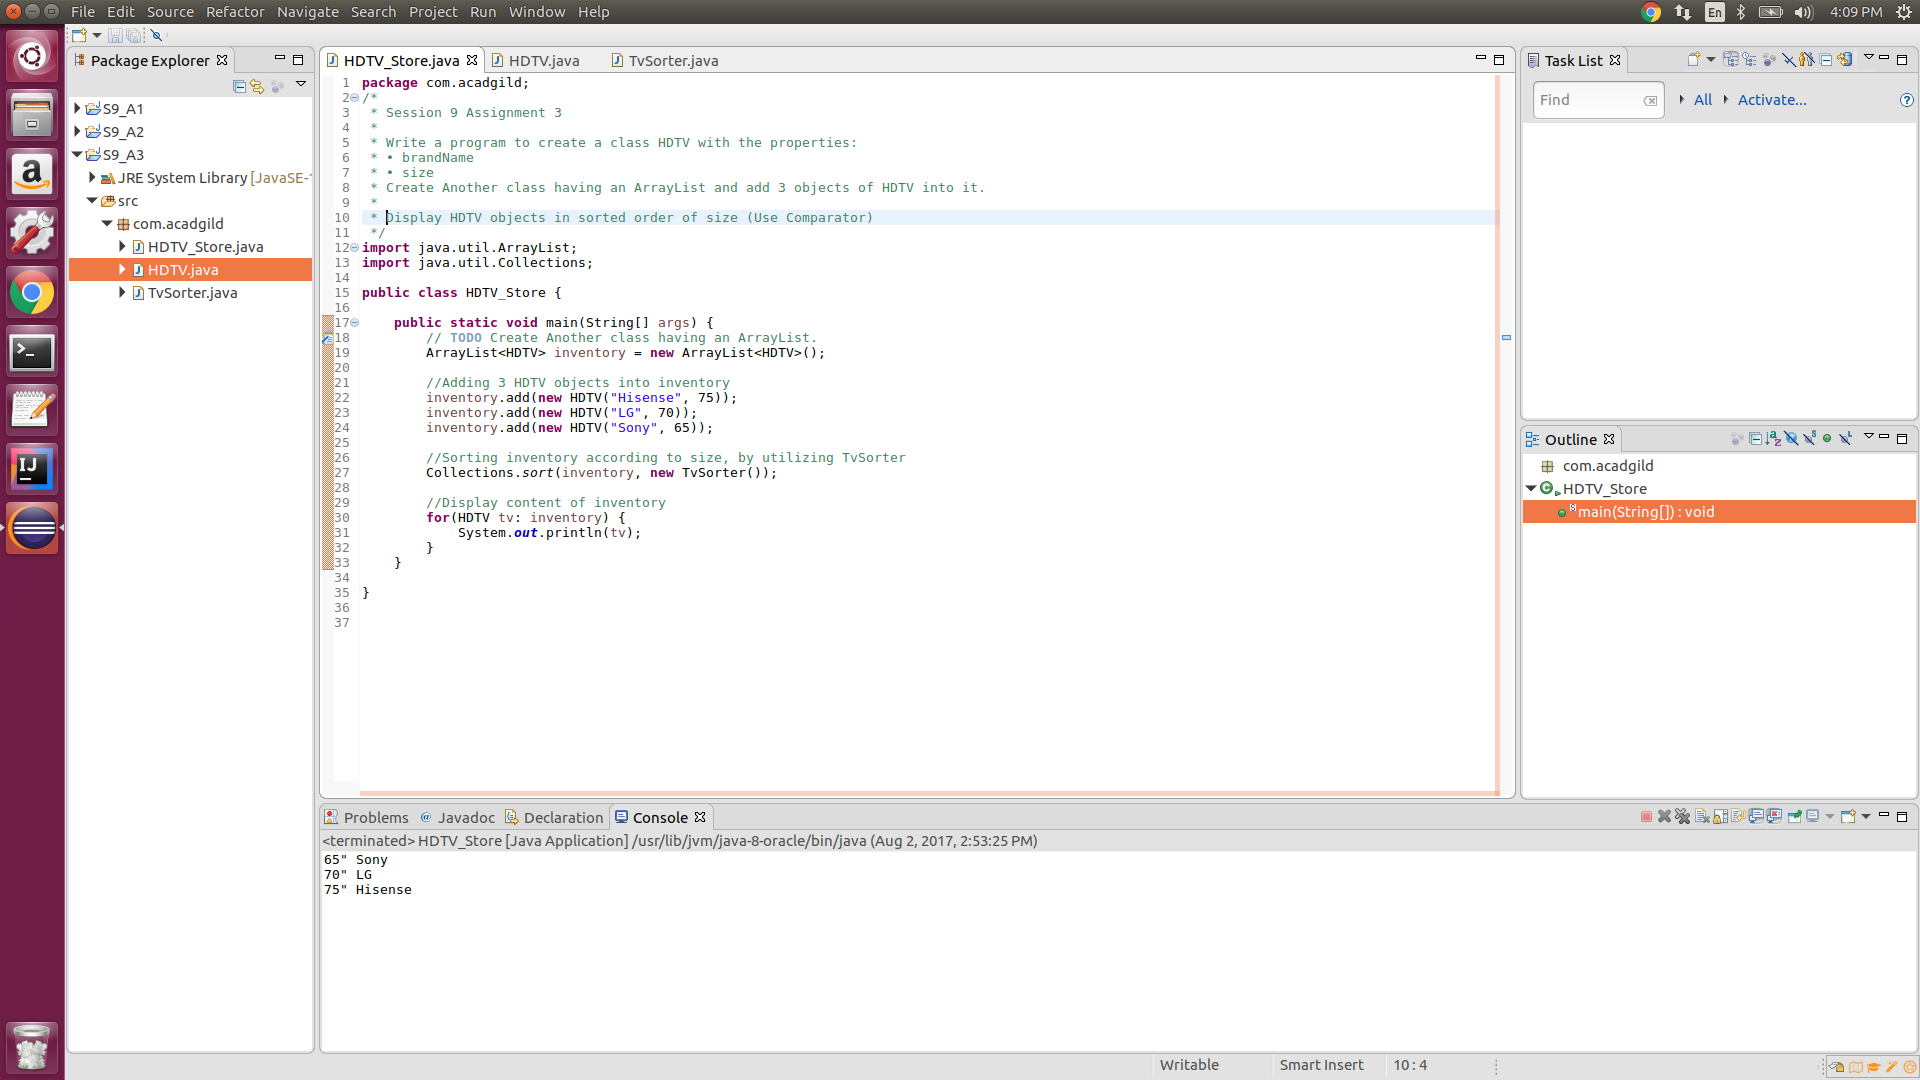 File Edit Source Refactor Navigate Search Project Run Window Help
En 4:09 PM
Package Explorer
S9_A1
S9_A2
S9_A3
JRE System Library [JavaSE-1
src
com.acadgild
HDTV_Store.java
HDTV.java
TvSorter.java
HDTV_Store.java HDTV.java TvSorter.java
1 package com.acadgild;
2 /*
3 * Session 9 Assignment 3
4 *
5 * Write a program to create a class HDTV with the properties:
6 * • brandName
7 * • size
8 * Create Another class having an ArrayList and add 3 objects of HDTV into it.
9 *
10 * Display HDTV objects in sorted order of size (Use Comparator)
11 */
12 import java.util.ArrayList;
13 import java.util.Collections;
14
15 public class HDTV_Store {
16
17 public static void main(String[] args) {
18 // TODO Create Another class having an ArrayList.
19 ArrayList<HDTV> inventory = new ArrayList<HDTV>();
20
21 //Adding 3 HDTV objects into inventory
22 inventory.add(new HDTV("Hisense", 75));
23 inventory.add(new HDTV("LG", 70));
24 inventory.add(new HDTV("Sony", 65));
25
26 //Sorting inventory according to size, by utilizing TvSorter
27 Collections.sort(inventory, new TvSorter());
28
29 //Display content of inventory
30 for(HDTV tv: inventory) {
31 System.out.println(tv);
32 }
33 }
34
35 }
36
37
Task List
Find All Activate...
Outline
com.acadgild
HDTV_Store
main(String[]) : void
Problems @ Javadoc Declaration Console
<terminated> HDTV_Store [Java Application] /usr/lib/jvm/java-8-oracle/bin/java (Aug 2, 2017, 2:53:25 PM)
65" Sony
70" LG
75" Hisense
Writable Smart Insert 10 : 4